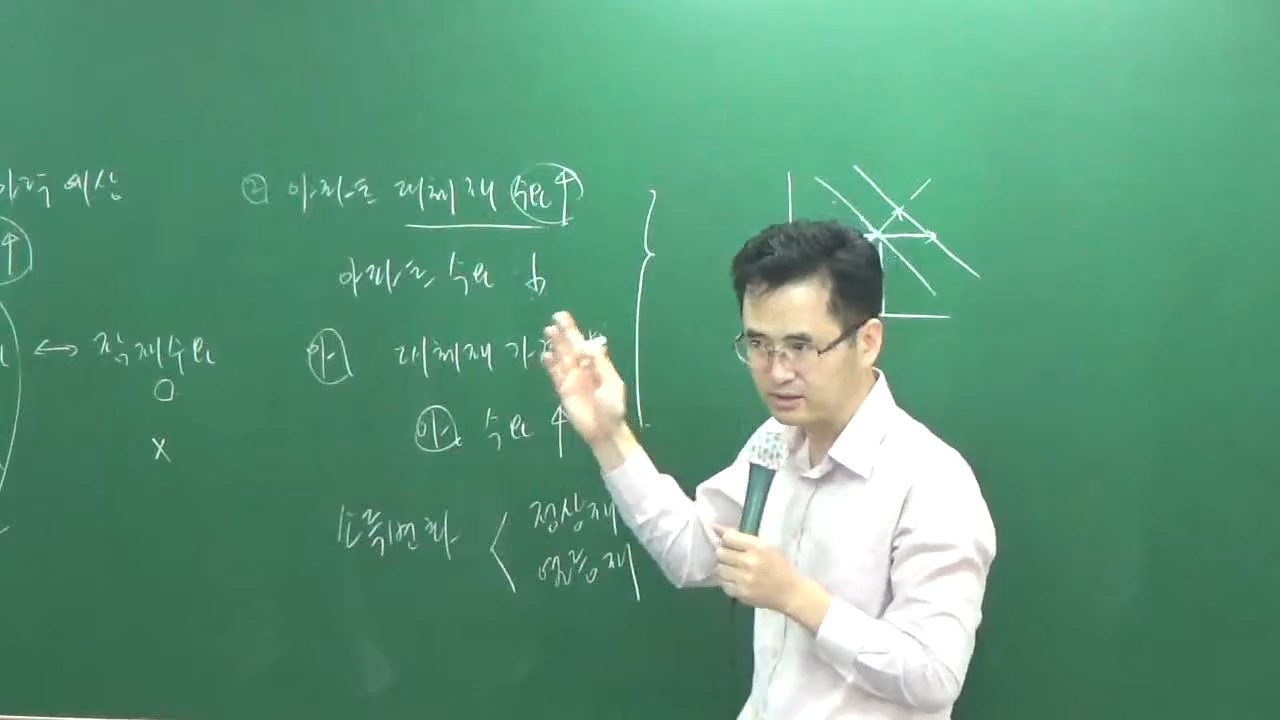 가격 예상
↑
↔ 잠재수요
O
X
② 아파트 대체재 수요↑
아파트 수요 ↓
아 대체재 가
아 수요 ↑
소득변화 < 정상재
열등재